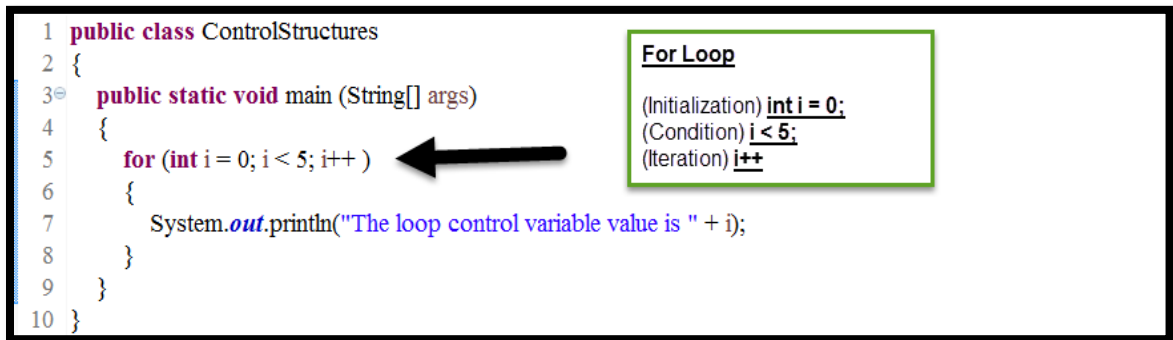 1 public class ControlStructures
2 {
3 public static void main (String[] args)
4 {
5 for (int i = 0; i < 5; i++ )
6 {
7 System.out.println("The loop control variable value is " + i);
8 }
9 }
10 }
For Loop
(Initialization) int i = 0;
(Condition) i < 5;
(Iteration) i++